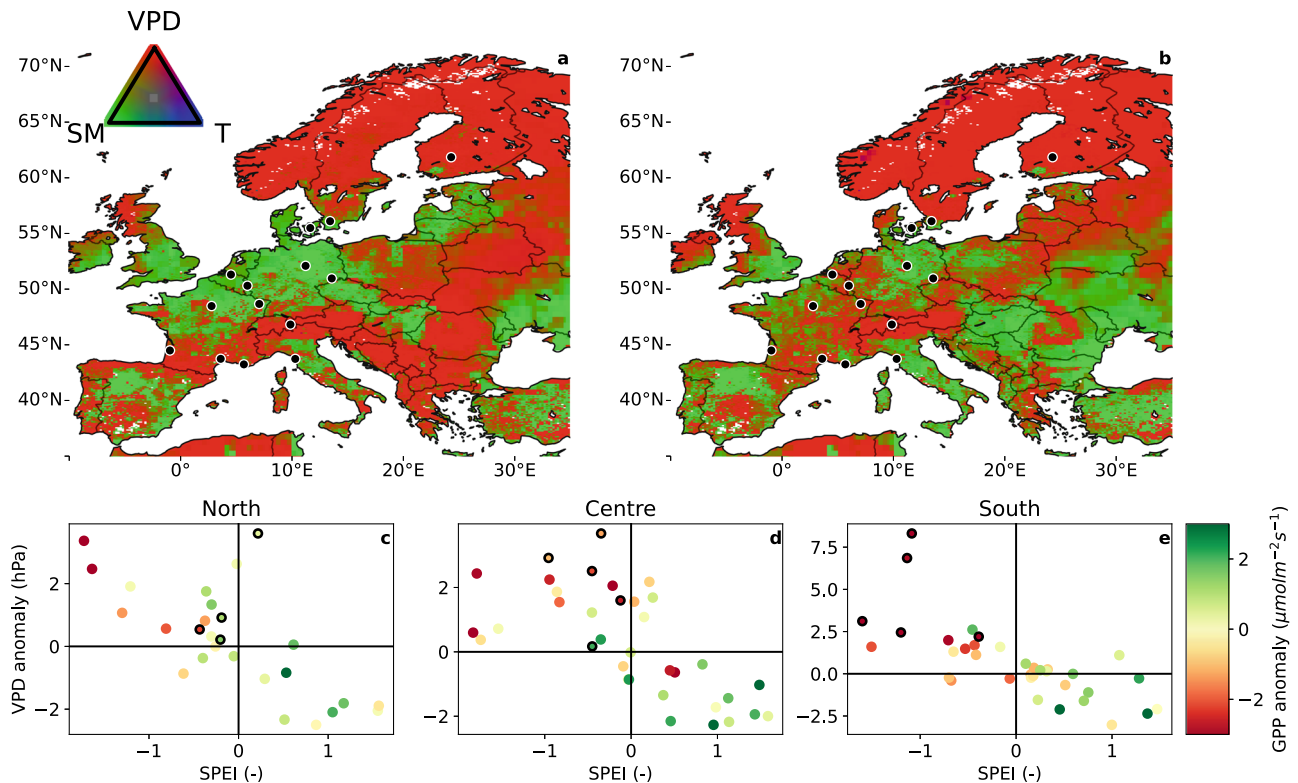 VPD
SM
T
a
70°N
65°N
60°N
55°N
50°N
45°N
40°N
0°
10°E
20°E
30°E
b
70°N
65°N
60°N
55°N
50°N
45°N
40°N
0°
10°E
20°E
30°E
North
c
VPD anomaly (hPa)
2
0
−2
−1
0
1
SPEI (-)
Centre
d
2
0
−2
−1
0
1
SPEI (-)
South
e
7.5
5.0
2.5
0.0
−2.5
−1
0
1
SPEI (-)
2
0
−2
GPP anomaly (μmolm⁻²s⁻¹)